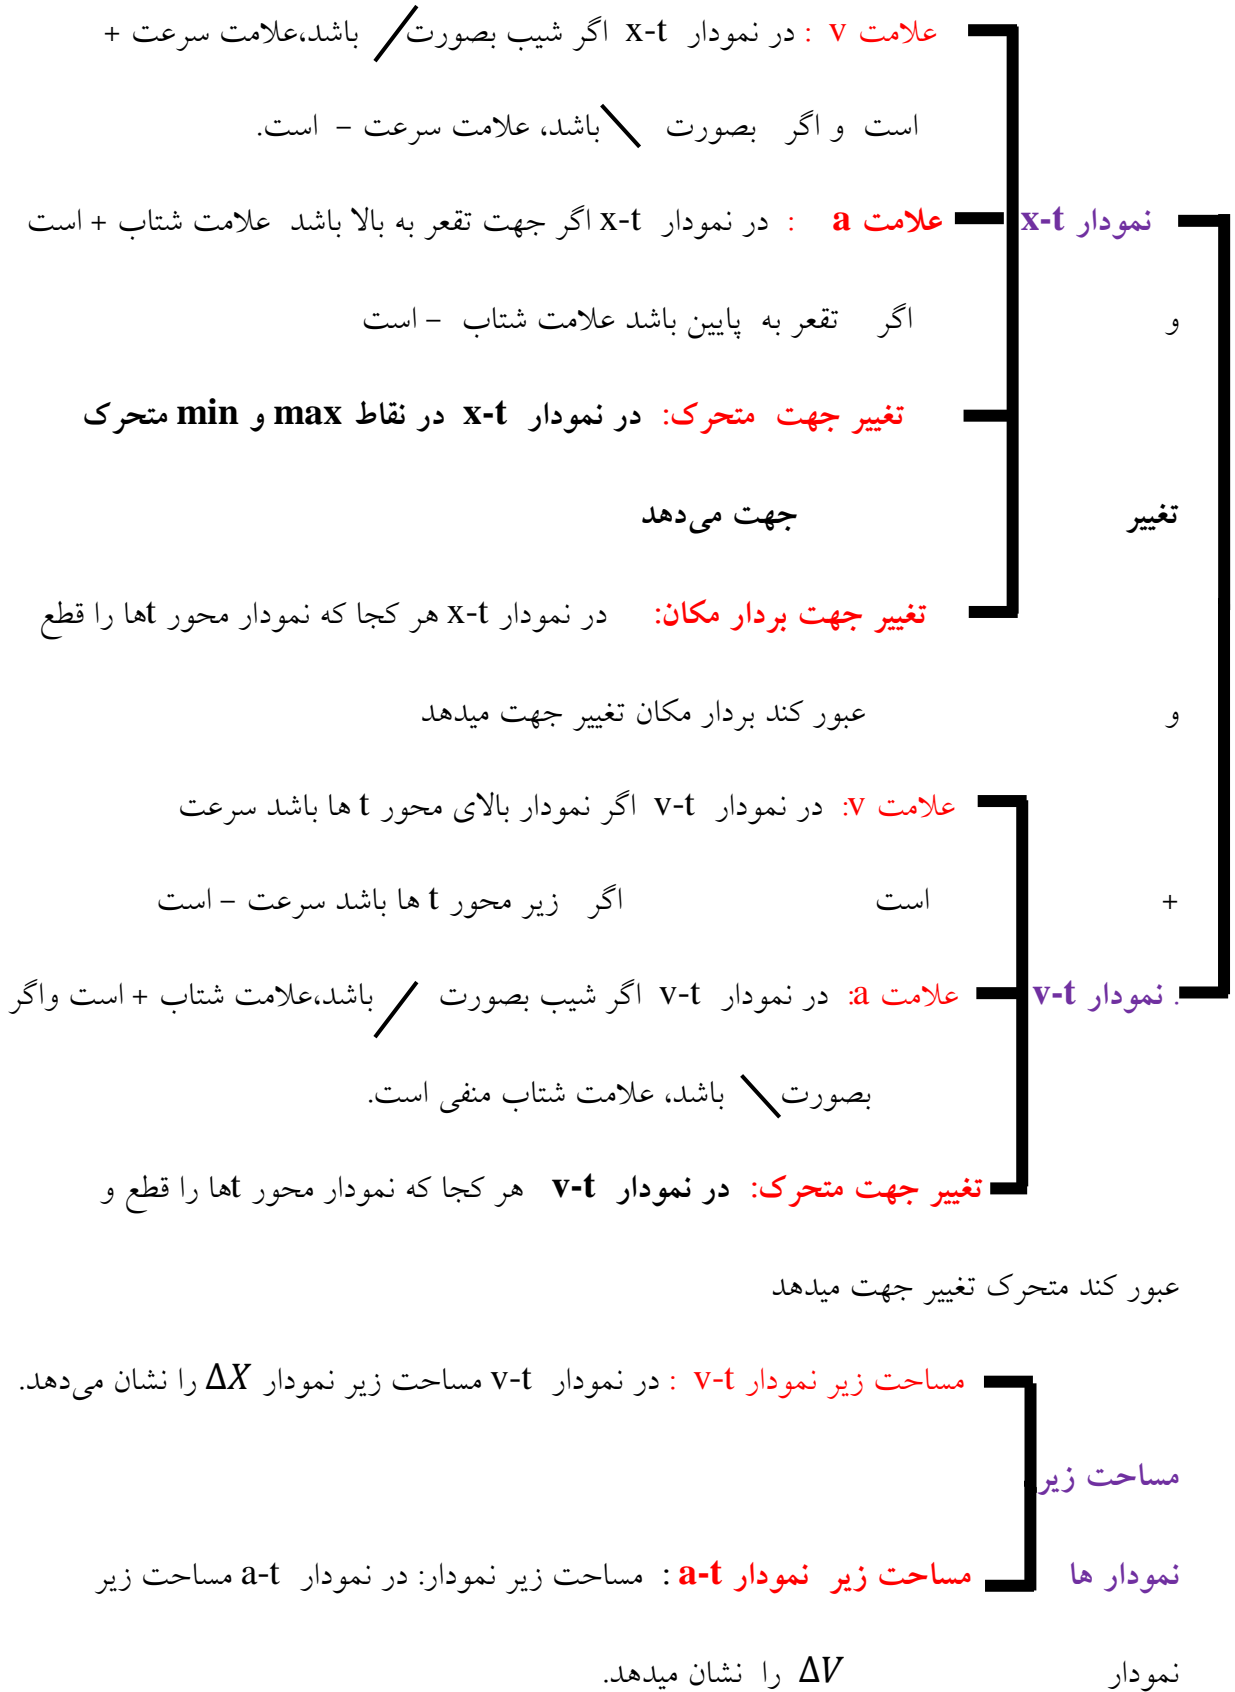 علامت v : در نمودار x-t اگر شیب بصورت / باشد،علامت سرعت +
است و اگر بصورت \ باشد، علامت سرعت – است.
نمودار x-t علامت a : در نمودار x-t اگر جهت تقعر به بالا باشد علامت شتاب + است
و اگر تقعر به پایین باشد علامت شتاب – است
تغییر جهت متحرک: در نمودار x-t در نقاط max و min متحرک
تغییر جهت می‌دهد
تغییر جهت بردار مکان: در نمودار x-t هر کجا که نمودار محور tها را قطع
و عبور کند بردار مکان تغییر جهت میدهد
علامت v: در نمودار v-t اگر نمودار بالای محور t ها باشد سرعت
+ است اگر زیر محور t ها باشد سرعت – است
. نمودار v-t علامت a: در نمودار v-t اگر شیب بصورت / باشد،علامت شتاب + است واگر
بصورت \ باشد، علامت شتاب منفی است.
تغییر جهت متحرک: در نمودار v-t هر کجا که نمودار محور tها را قطع و
عبور کند متحرک تغییر جهت میدهد
مساحت زیر نمودار v-t : در نمودار v-t مساحت زیر نمودار ΔX را نشان می‌دهد.
مساحت زیر
نمودار ها مساحت زیر نمودار a-t : مساحت زیر نمودار: در نمودار a-t مساحت زیر
نمودار ΔV را نشان میدهد.